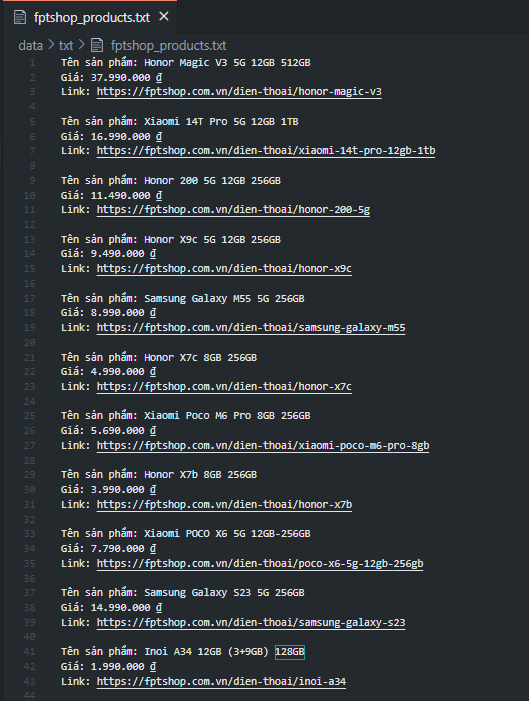 fptshop_products.txt
data > txt > fptshop_products.txt
1 Tên sản phẩm: Honor Magic V3 5G 12GB 512GB
2 Giá: 37.990.000 ₫
3 Link: https://fptshop.com.vn/dien-thoai/honor-magic-v3
4
5 Tên sản phẩm: Xiaomi 14T Pro 5G 12GB 1TB
6 Giá: 16.990.000 ₫
7 Link: https://fptshop.com.vn/dien-thoai/xiaomi-14t-pro-12gb-1tb
8
9 Tên sản phẩm: Honor 200 5G 12GB 256GB
10 Giá: 11.490.000 ₫
11 Link: https://fptshop.com.vn/dien-thoai/honor-200-5g
12
13 Tên sản phẩm: Honor X9c 5G 12GB 256GB
14 Giá: 9.490.000 ₫
15 Link: https://fptshop.com.vn/dien-thoai/honor-x9c
16
17 Tên sản phẩm: Samsung Galaxy M55 5G 256GB
18 Giá: 8.990.000 ₫
19 Link: https://fptshop.com.vn/dien-thoai/samsung-galaxy-m55
20
21 Tên sản phẩm: Honor X7c 8GB 256GB
22 Giá: 4.990.000 ₫
23 Link: https://fptshop.com.vn/dien-thoai/honor-x7c
24
25 Tên sản phẩm: Xiaomi Poco M6 Pro 8GB 256GB
26 Giá: 5.690.000 ₫
27 Link: https://fptshop.com.vn/dien-thoai/xiaomi-poco-m6-pro-8gb
28
29 Tên sản phẩm: Honor X7b 8GB 256GB
30 Giá: 3.990.000 ₫
31 Link: https://fptshop.com.vn/dien-thoai/honor-x7b
32
33 Tên sản phẩm: Xiaomi POCO X6 5G 12GB-256GB
34 Giá: 7.790.000 ₫
35 Link: https://fptshop.com.vn/dien-thoai/poco-x6-5g-12gb-256gb
36
37 Tên sản phẩm: Samsung Galaxy S23 5G 256GB
38 Giá: 14.990.000 ₫
39 Link: https://fptshop.com.vn/dien-thoai/samsung-galaxy-s23
40
41 Tên sản phẩm: Inoi A34 12GB (3+9GB) 128GB
42 Giá: 1.990.000 ₫
43 Link: https://fptshop.com.vn/dien-thoai/inoi-a34
44